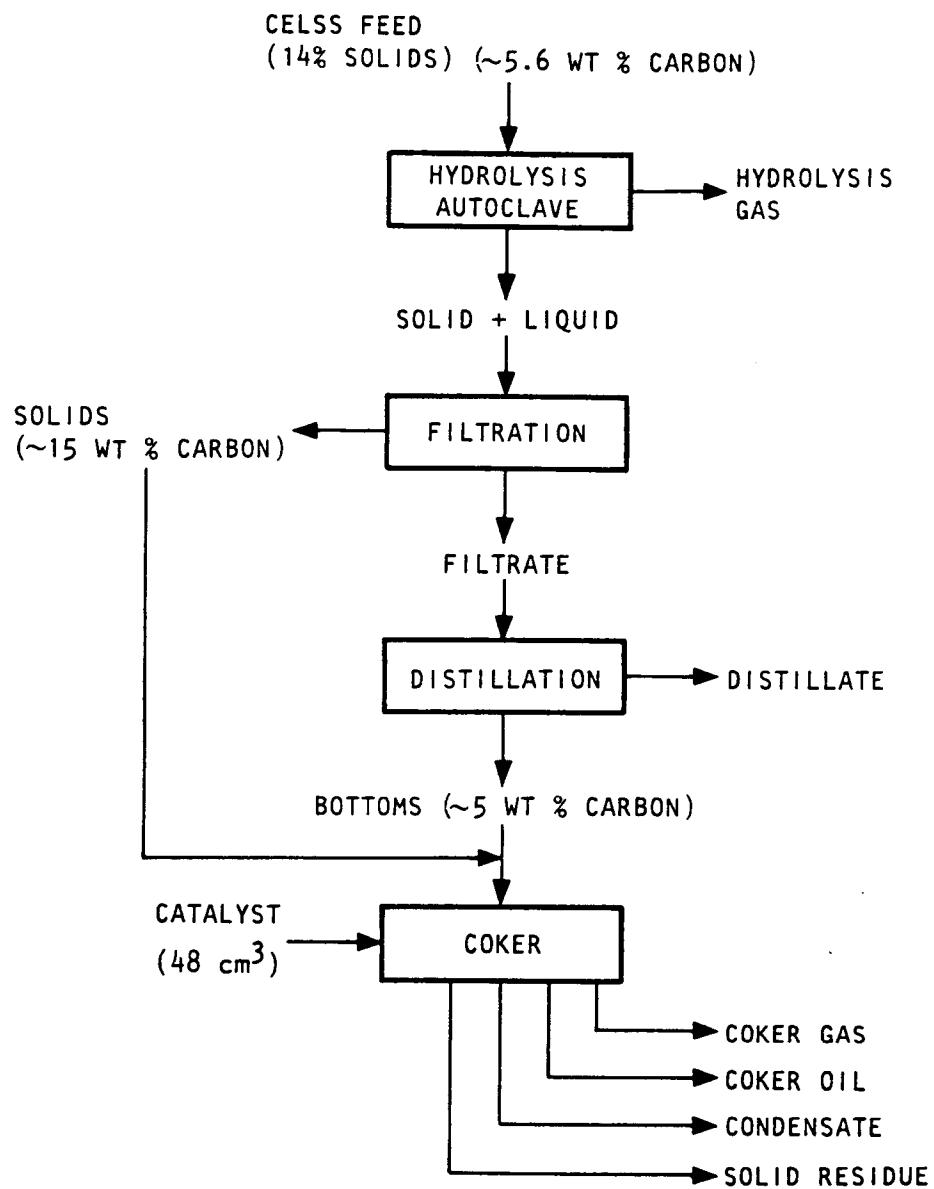 CELSS FEED
(14% SOLIDS) (~5.6 WT % CARBON)
HYDROLYSIS
AUTOCLAVE
HYDROLYSIS
GAS
SOLID + LIQUID
SOLIDS
(~15 WT % CARBON)
FILTRATION
FILTRATE
DISTILLATION
DISTILLATE
BOTTOMS (~5 WT % CARBON)
CATALYST
(48 cm³)
COKER
COKER GAS
COKER OIL
CONDENSATE
SOLID RESIDUE